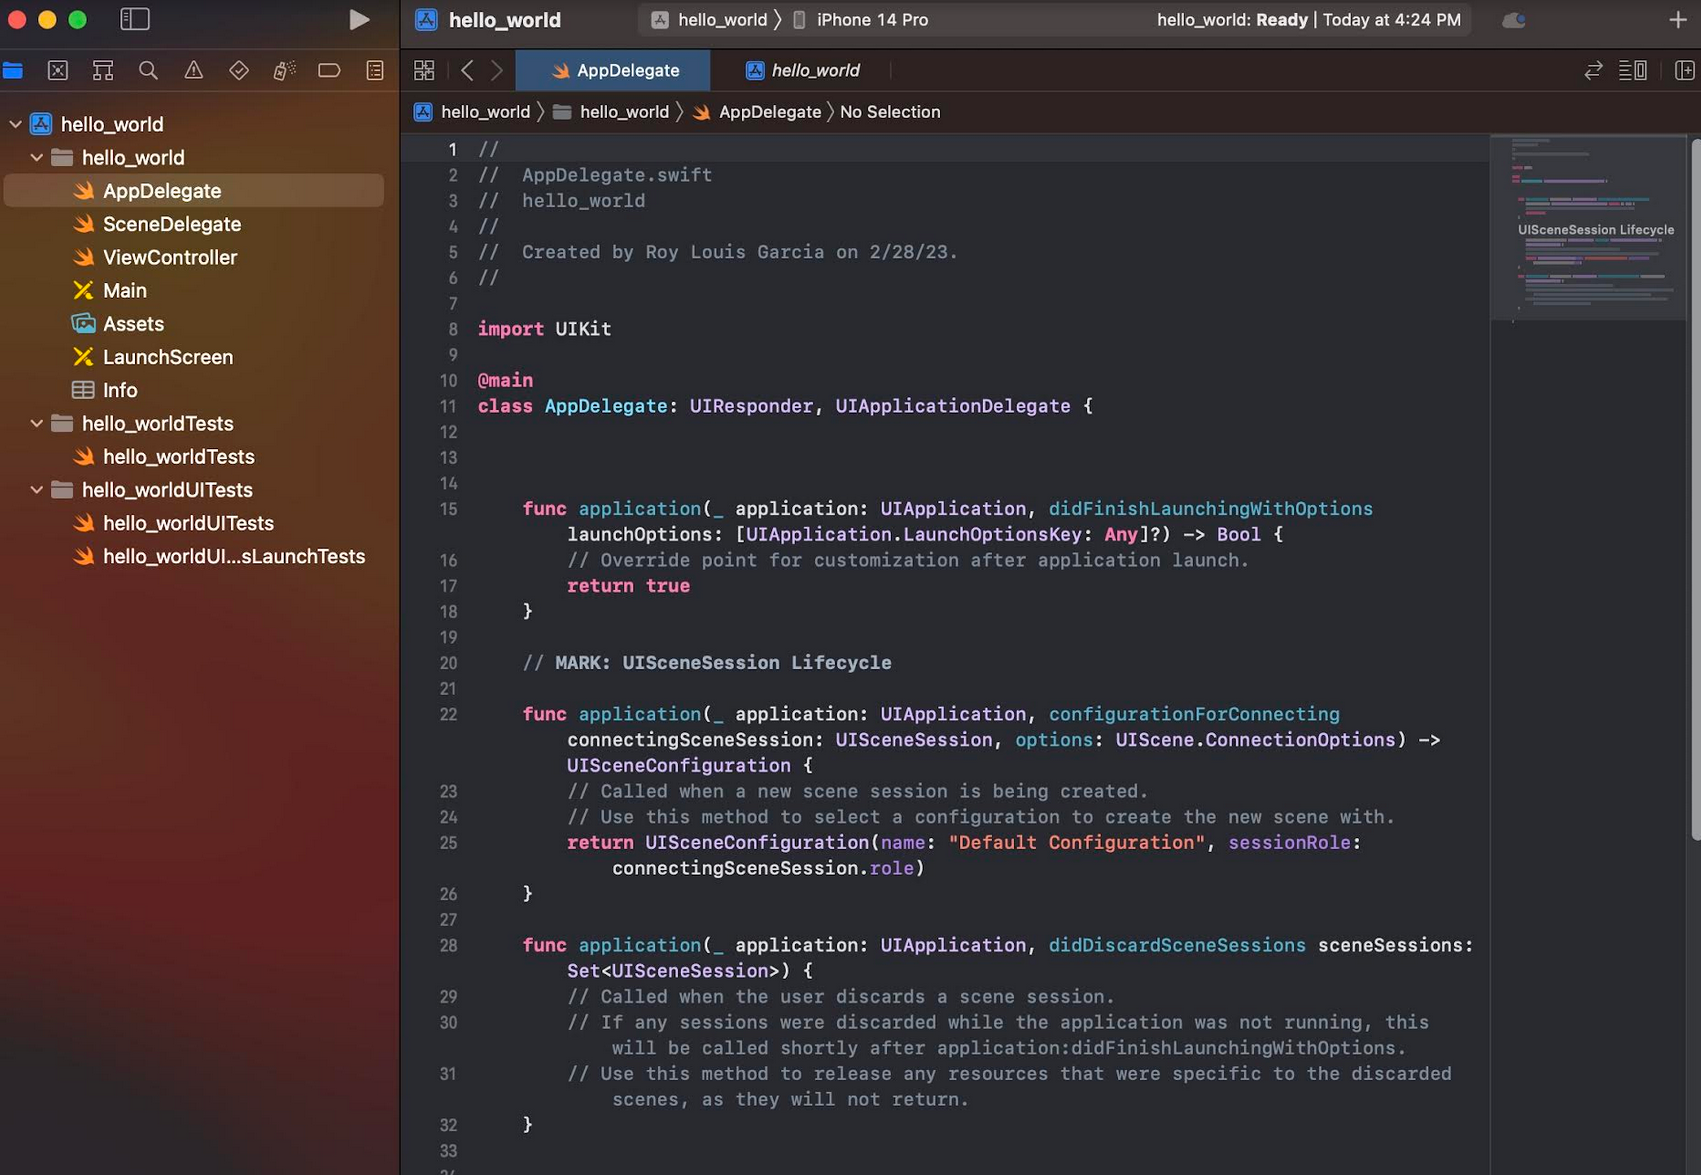 hello_world
hello_world 〉 iPhone 14 Pro
hello_world: Ready | Today at 4:24 PM
AppDelegate
hello_world
hello_world 〉 hello_world 〉 AppDelegate 〉 No Selection
hello_world
hello_world
AppDelegate
SceneDelegate
ViewController
Main
Assets
LaunchScreen
Info
hello_worldTests
hello_worldTests
hello_worldUITests
hello_worldUITests
hello_worldUI...sLaunchTests
1 //
2 //  AppDelegate.swift
3 //  hello_world
4 //
5 //  Created by Roy Louis Garcia on 2/28/23.
6 //
7
8 import UIKit
9
10 @main
11 class AppDelegate: UIResponder, UIApplicationDelegate {
12
13
14
15     func application(_ application: UIApplication, didFinishLaunchingWithOptions
        launchOptions: [UIApplication.LaunchOptionsKey: Any]?) -> Bool {
16         // Override point for customization after application launch.
17         return true
18     }
19
20     // MARK: UISceneSession Lifecycle
21
22     func application(_ application: UIApplication, configurationForConnecting
        connectingSceneSession: UISceneSession, options: UIScene.ConnectionOptions) ->
        UISceneConfiguration {
23         // Called when a new scene session is being created.
24         // Use this method to select a configuration to create the new scene with.
25         return UISceneConfiguration(name: "Default Configuration", sessionRole:
            connectingSceneSession.role)
26     }
27
28     func application(_ application: UIApplication, didDiscardSceneSessions sceneSessions:
        Set<UISceneSession>) {
29         // Called when the user discards a scene session.
30         // If any sessions were discarded while the application was not running, this
            will be called shortly after application:didFinishLaunchingWithOptions.
31         // Use this method to release any resources that were specific to the discarded
            scenes, as they will not return.
32     }
33
UISceneSession Lifecycle